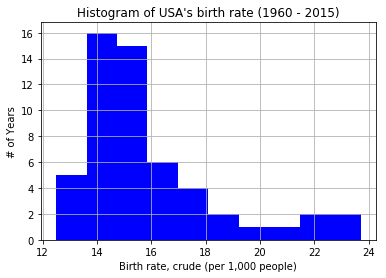 Histogram of USA's birth rate (1960 - 2015)
16
14
12
10
8
6
4
2
0
# of Years
12 14 16 18 20 22 24
Birth rate, crude (per 1,000 people)